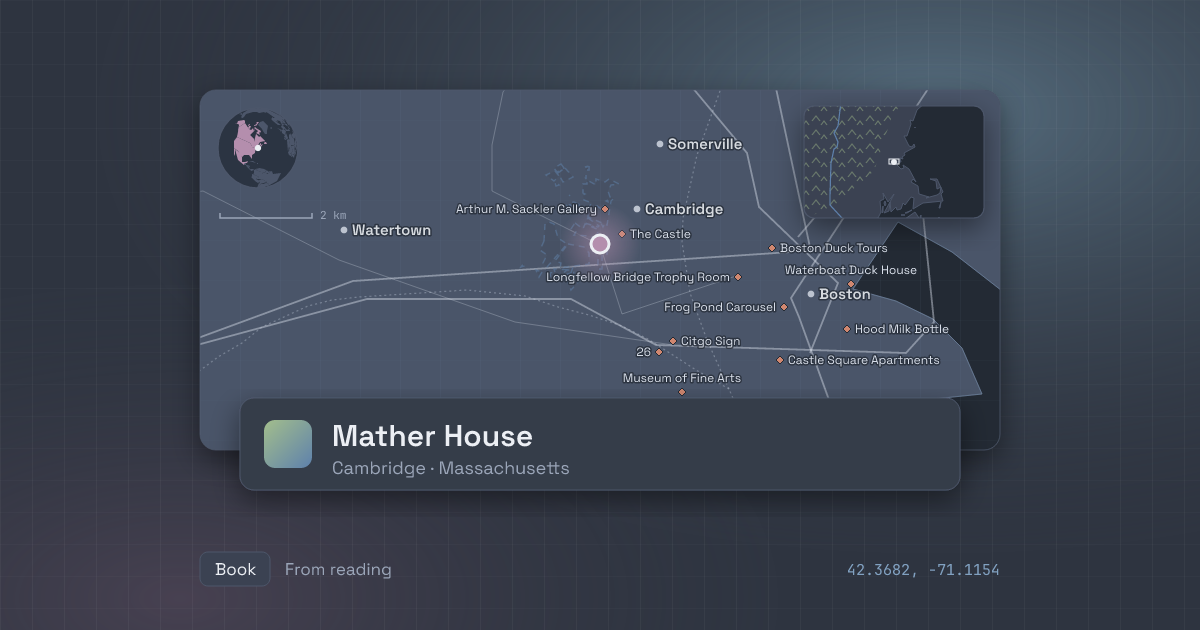 Somerville
2 km
Arthur M. Sackler Gallery
Cambridge
Watertown
The Castle
Boston Duck Tours
Waterboat Duck House
Longfellow Bridge Trophy Room
Boston
Frog Pond Carousel
Hood Milk Bottle
Citgo Sign
26
Castle Square Apartments
Museum of Fine Arts
Mather House
Cambridge · Massachusetts
Book
From reading
42.3682, -71.1154